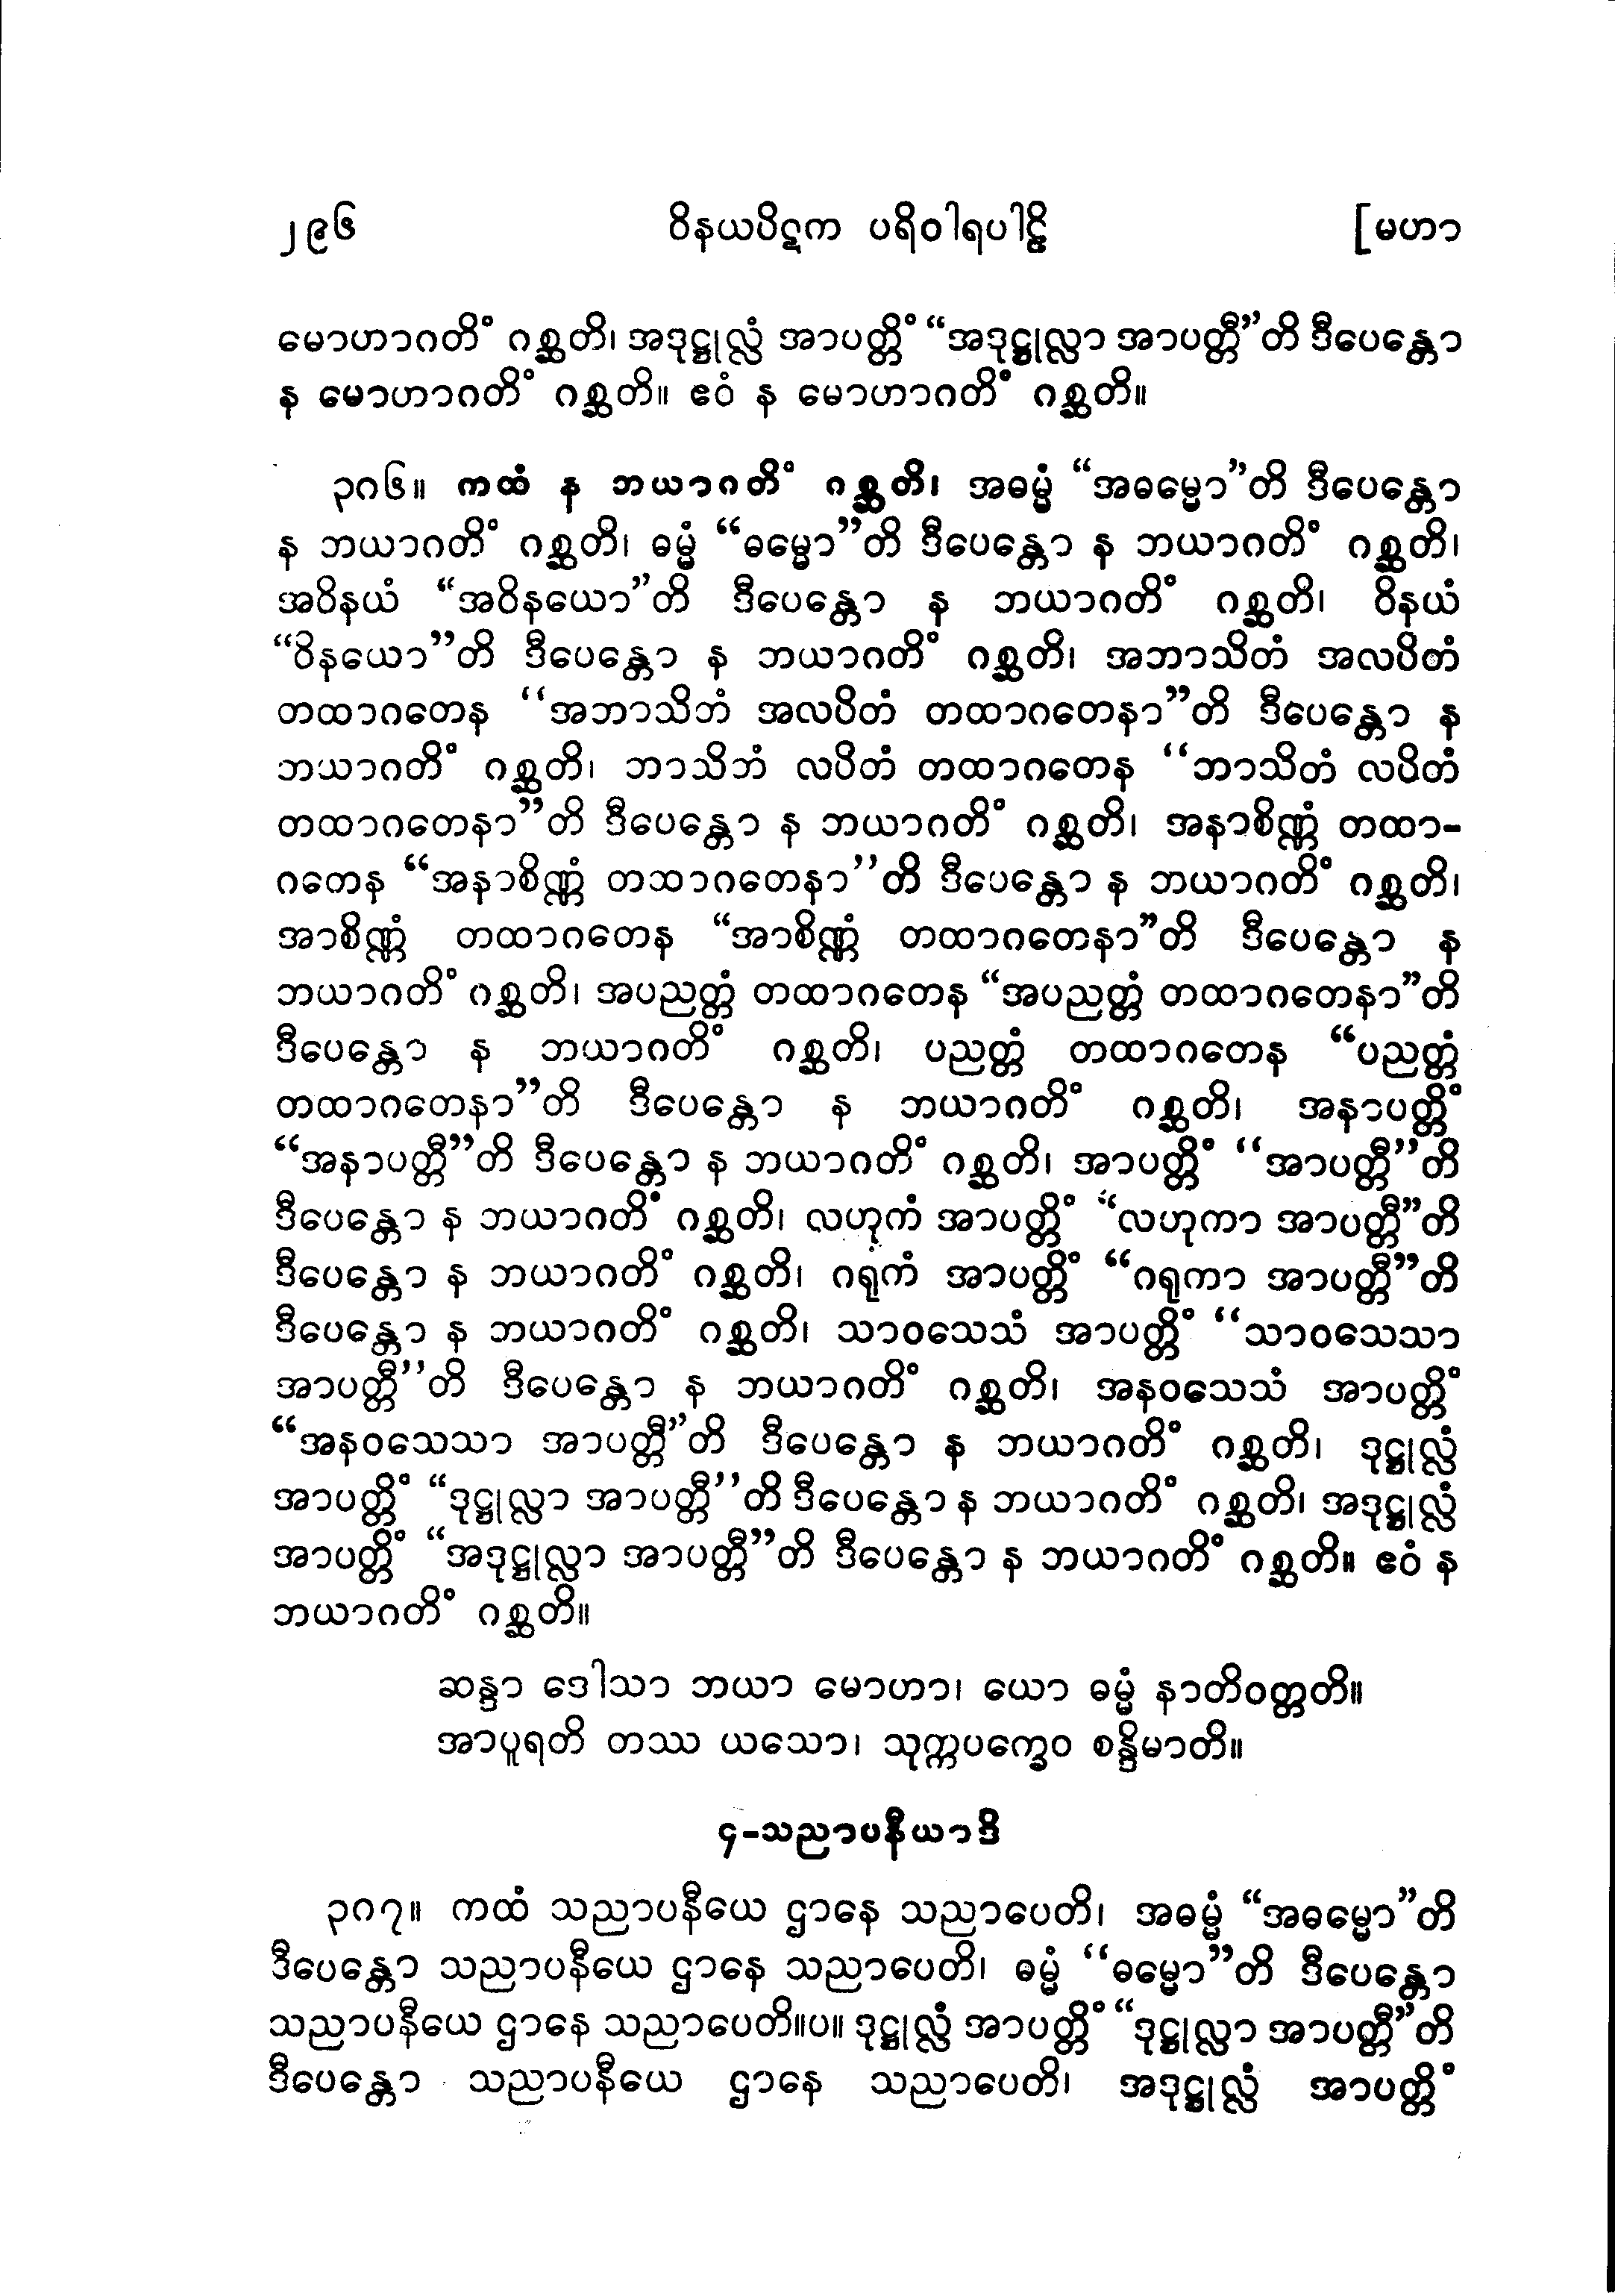 ၂၉၆ ဝိနယပိဋက ပရိဝါရပါဠိ [မဟာ
မောဟာဂတိံ ဂစ္ဆတိ၊ အဒုဋ္ဌုလ္လံ အာပတ္တိံ “အဒုဋ္ဌုလ္လာ အာပတ္တီ”တိ ဒီပေန္တော
န မောဟာဂတိံ ဂစ္ဆတိ။ ဧဝံ န မောဟာဂတိံ ဂစ္ဆတိ။
၃၈၆။ ကထံ န ဘယာဂတိံ ဂစ္ဆတိ၊ အဓမ္မံ “အဓမ္မော”တိ ဒီပေန္တော
န ဘယာဂတိံ ဂစ္ဆတိ၊ ဓမ္မံ “ဓမ္မော”တိ ဒီပေန္တော န ဘယာဂတိံ ဂစ္ဆတိ၊
အဝိနယံ “အဝိနယော”တိ ဒီပေန္တော န ဘယာဂတိံ ဂစ္ဆတိ၊ ဝိနယံ
“ဝိနယော”တိ ဒီပေန္တော န ဘယာဂတိံ ဂစ္ဆတိ၊ အဘာသိတံ အလပိတံ
တထာဂတေန “အဘာသိဘံ အလပိတံ တထာဂတေနာ”တိ ဒီပေန္တော န
ဘယာဂတိံ ဂစ္ဆတိ၊ ဘာသိဘံ လပိတံ တထာဂတေန “ဘာသိတံ လပိတံ
တထာဂတေနာ”တိ ဒီပေန္တော န ဘယာဂတိံ ဂစ္ဆတိ၊ အနာစိဏ္ဏံ တထာ-
ဂကေန “အနာစိဏ္ဏံ တထာဂတေနာ”တိ ဒီပေန္တော န ဘယာဂတိံ ဂစ္ဆတိ၊
အာစိဏ္ဏံ တထာဂတေန “အာစိဏ္ဏံ တထာဂတေနာ”တိ ဒီပေန္တော န
ဘယာဂတိံ ဂစ္ဆတိ၊ အပညတ္တံ တထာဂတေန “အပညတ္တံ တထာဂတေနာ”တိ
ဒီပေန္တော န ဘယာဂတိံ ဂစ္ဆတိ၊ ပညတ္တံ တထာဂတေန “ပညတ္တံ
တထာဂတေနာ”တိ ဒီပေန္တော န ဘယာဂတိံ ဂစ္ဆတိ၊ အနာပတ္တိံ
“အနာပတ္တီ”တိ ဒီပေန္တော န ဘယာဂတိံ ဂစ္ဆတိ၊ အာပတ္တိံ “အာပတ္တီ”တိ
ဒီပေန္တော န ဘယာဂတိံ ဂစ္ဆတိ၊ လဟုကံ အာပတ္တိံ “လဟုကာ အာပတ္တီ”တိ
ဒီပေန္တော န ဘယာဂတိံ ဂစ္ဆတိ၊ ဂရုကံ အာပတ္တိံ “ဂရုကာ အာပတ္တီ”တိ
ဒီပေန္တော န ဘယာဂတိံ ဂစ္ဆတိ၊ သာဝသေသံ အာပတ္တိံ “သာဝသေသာ
အာပတ္တီ”တိ ဒီပေန္တော န ဘယာဂတိံ ဂစ္ဆတိ၊ အနဝသေသံ အာပတ္တိံ
“အနဝသေသာ အာပတ္တီ”တိ ဒီပေန္တော န ဘယာဂတိံ ဂစ္ဆတိ၊ ဒုဋ္ဌုလ္လံ
အာပတ္တိံ “ဒုဋ္ဌုလ္လာ အာပတ္တီ”တိ ဒီပေန္တော န ဘယာဂတိံ ဂစ္ဆတိ၊ အဒုဋ္ဌုလ္လံ
အာပတ္တိံ “အဒုဋ္ဌုလ္လာ အာပတ္တီ”တိ ဒီပေန္တော န ဘယာဂတိံ ဂစ္ဆတိ။ ဧဝံ န
ဘယာဂတိံ ဂစ္ဆတိ။
ဆန္ဒာ ဒေါသာ ဘယာ မောဟာ၊ ယော ဓမ္မံ နာတိဝတ္တတိ။
အာပူရတိ တဿ ယသော၊ သုက္ကပက္ခေဝ စန္ဒိမာတိ။
၄-သညာပနီယာဒိ
၃၈၇။ ကထံ သညာပနီယေ ဌာနေ သညာပေတိ၊ အဓမ္မံ “အဓမ္မော”တိ
ဒီပေန္တော သညာပနီယေ ဌာနေ သညာပေတိ၊ ဓမ္မံ “ဓမ္မော”တိ ဒီပေန္တော
သညာပနီယေ ဌာနေ သညာပေတိ။ပ။ ဒုဋ္ဌုလ္လံ အာပတ္တိံ “ဒုဋ္ဌုလ္လာ အာပတ္တီ”တိ
ဒီပေန္တော သညာပနီယေ ဌာနေ သညာပေတိ၊ အဒုဋ္ဌုလ္လံ အာပတ္တိံ